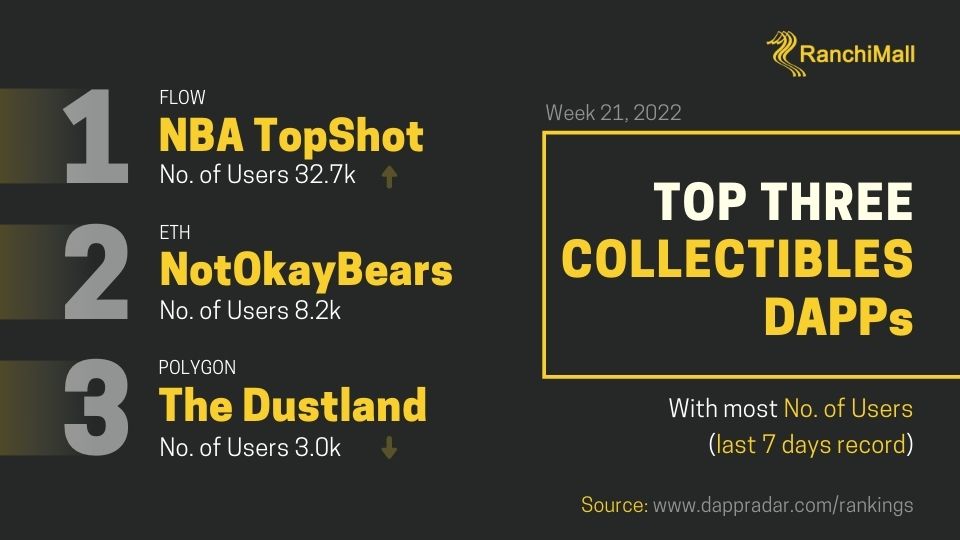 RanchiMall
Week 21, 2022
TOP THREE
COLLECTIBLES
DAPPs
With most No. of Users
(last 7 days record)
1
FLOW
NBA TopShot
No. of Users 32.7k
2
ETH
NotOkayBears
No. of Users 8.2k
3
POLYGON
The Dustland
No. of Users 3.0k
Source: www.dappradar.com/rankings